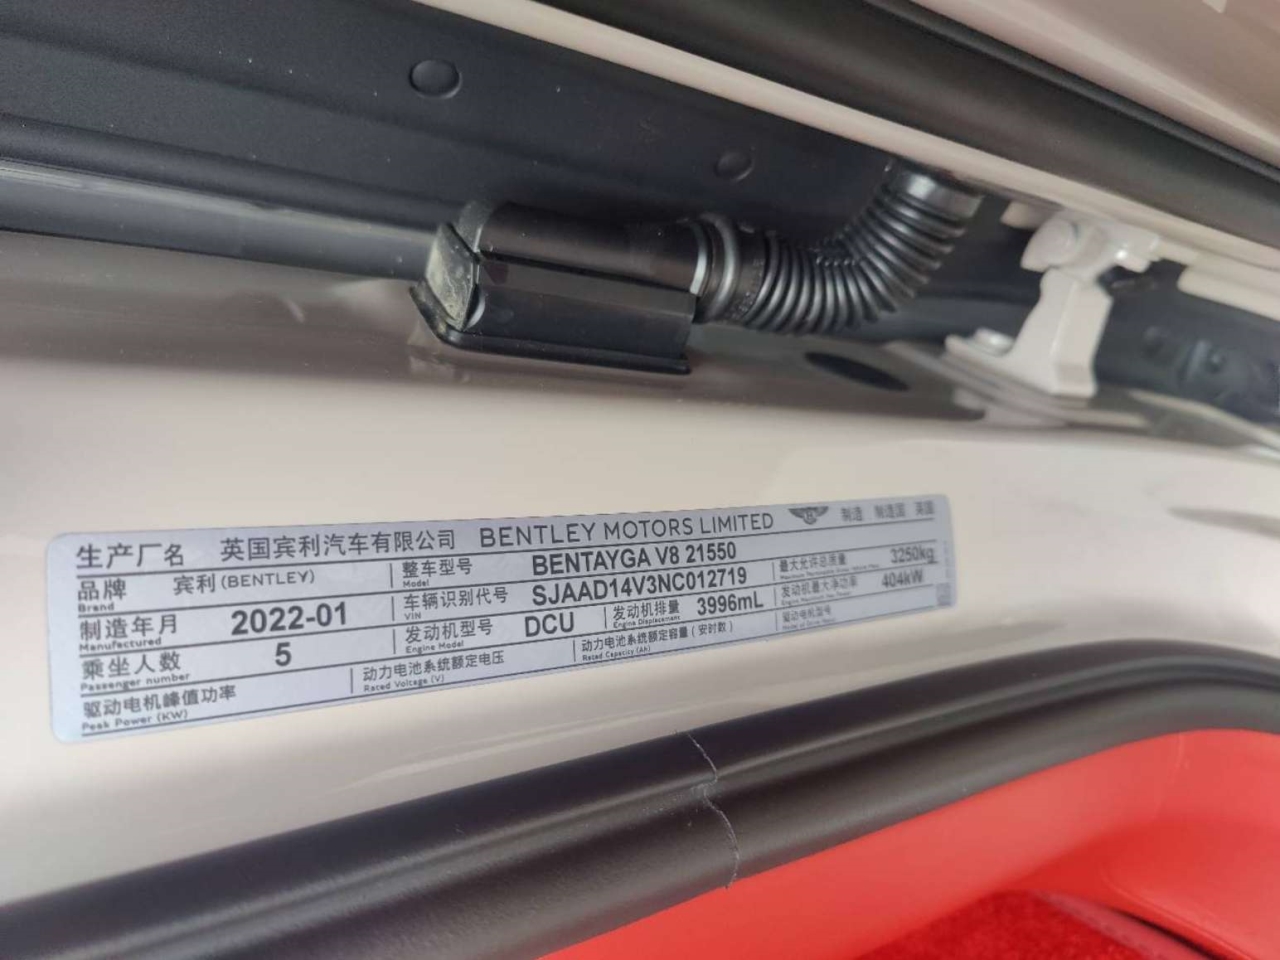 生产厂名 英国宾利汽车有限公司 BENTLEY MOTORS LIMITED 制造 制造国 英国
品牌 宾利(BENTLEY) 整车型号 BENTAYGA V8 21550 最大允许总质量 3250kg
Brand Model
制造年月 2022-01 车辆识别代号 SJAAD14V3NC012719 发动机最大净功率 404kW
Manufactured VIN
乘坐人数 5 发动机型号 DCU 发动机排量 3996mL 驱动电机型号
Passenger number Engine Model Engine Displacement
驱动电机峰值功率 动力电池系统额定电压 动力电池系统额定容量(安时数)
Peak Power (KW) Rated Voltage (V) Rated Capacity (Ah)